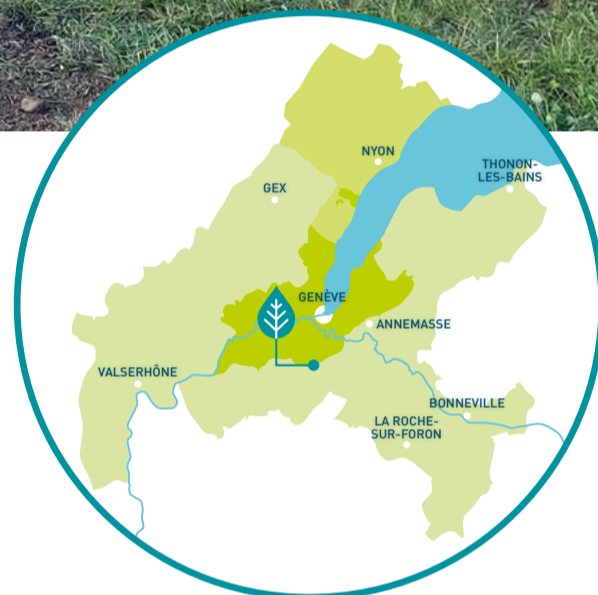 NYON
THONON-
LES-BAINS
GEX
GENÈVE
ANNEMASSE
VALSERHÔNE
BONNEVILLE
LA ROCHE-
SUR-FORON